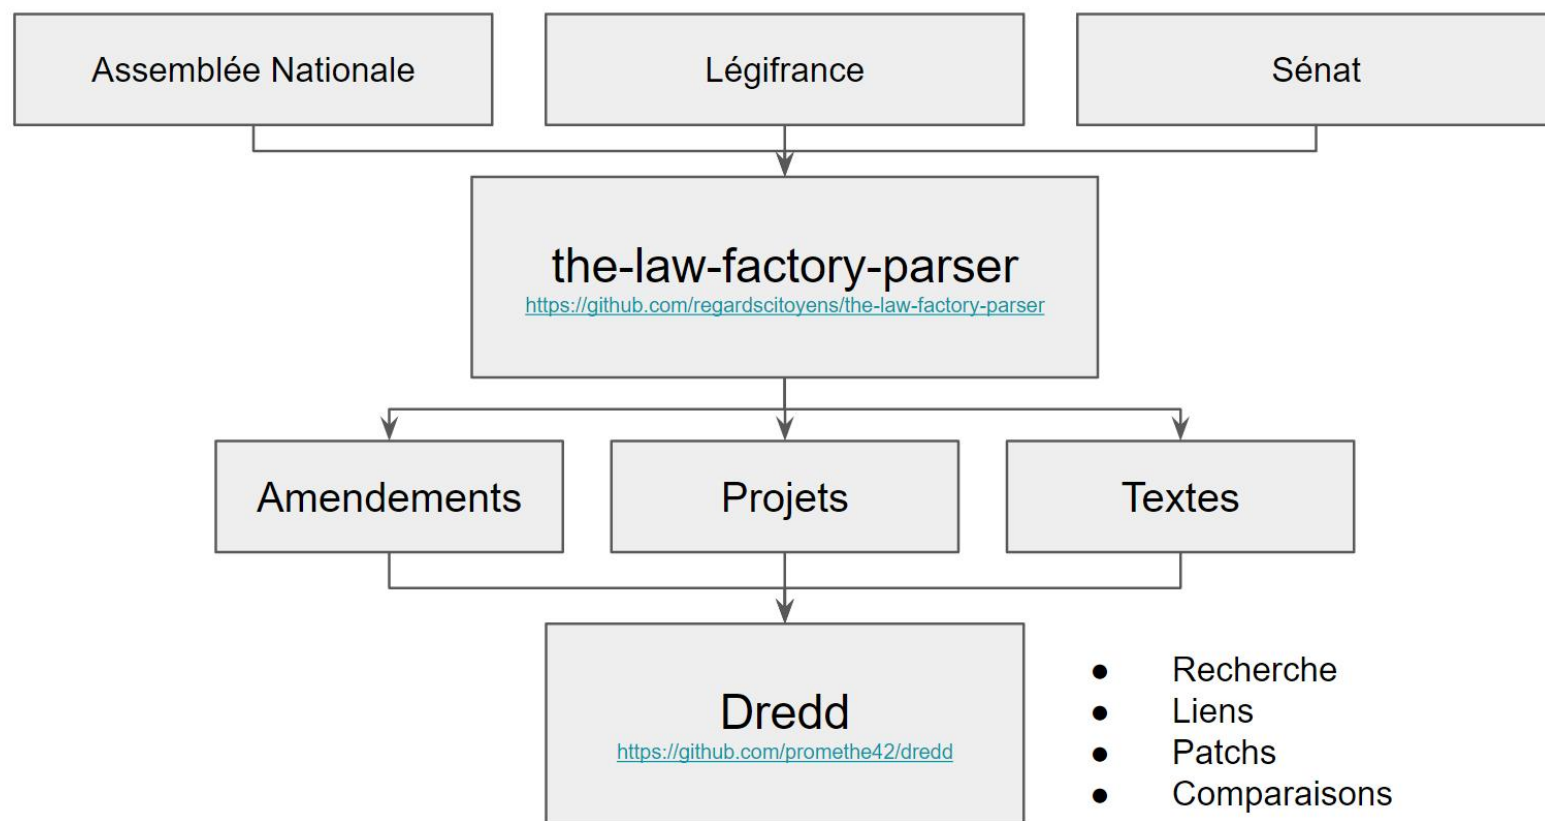 Assemblée Nationale
Légifrance
Sénat
the-law-factory-parser
https://github.com/regardscitoyens/the-law-factory-parser
Amendements
Projets
Textes
Dredd
https://github.com/promethe42/dredd
● Recherche
● Liens
● Patchs
● Comparaisons